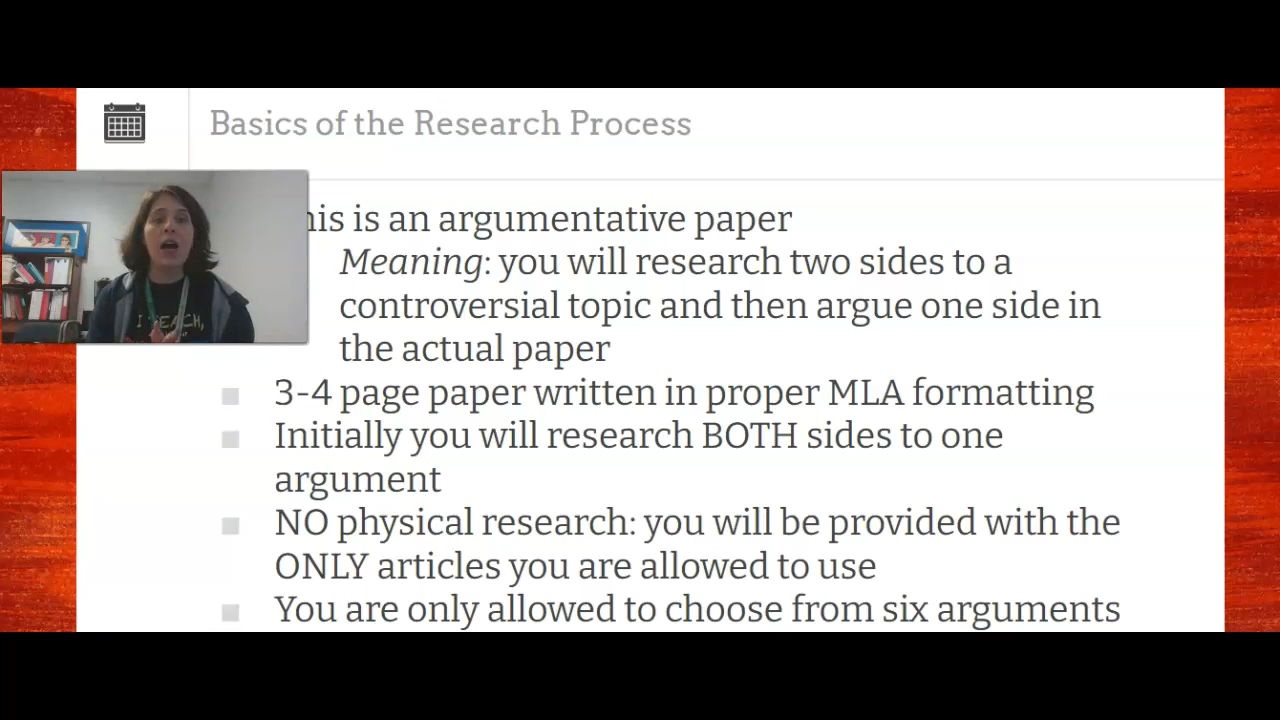 Basics of the Research Process
is an argumentative paper
Meaning: you will research two sides to a
controversial topic and then argue one side in
the actual paper
3-4 page paper written in proper MLA formatting
Initially you will research BOTH sides to one
argument
NO physical research: you will be provided with the
ONLY articles you are allowed to use
You are only allowed to choose from six arguments
I TEACH,